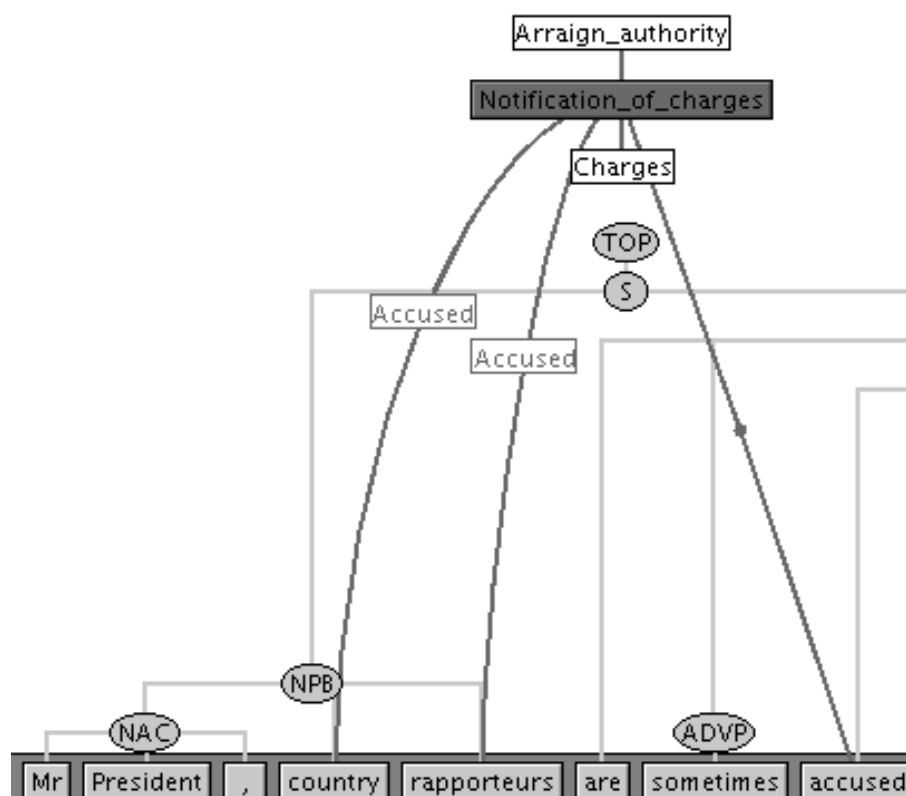 Arraign_authority
Notification_of_charges
Charges
TOP
S
Accused
Accused
NPB
NAC
ADVP
Mr President , country rapporteurs are sometimes accused